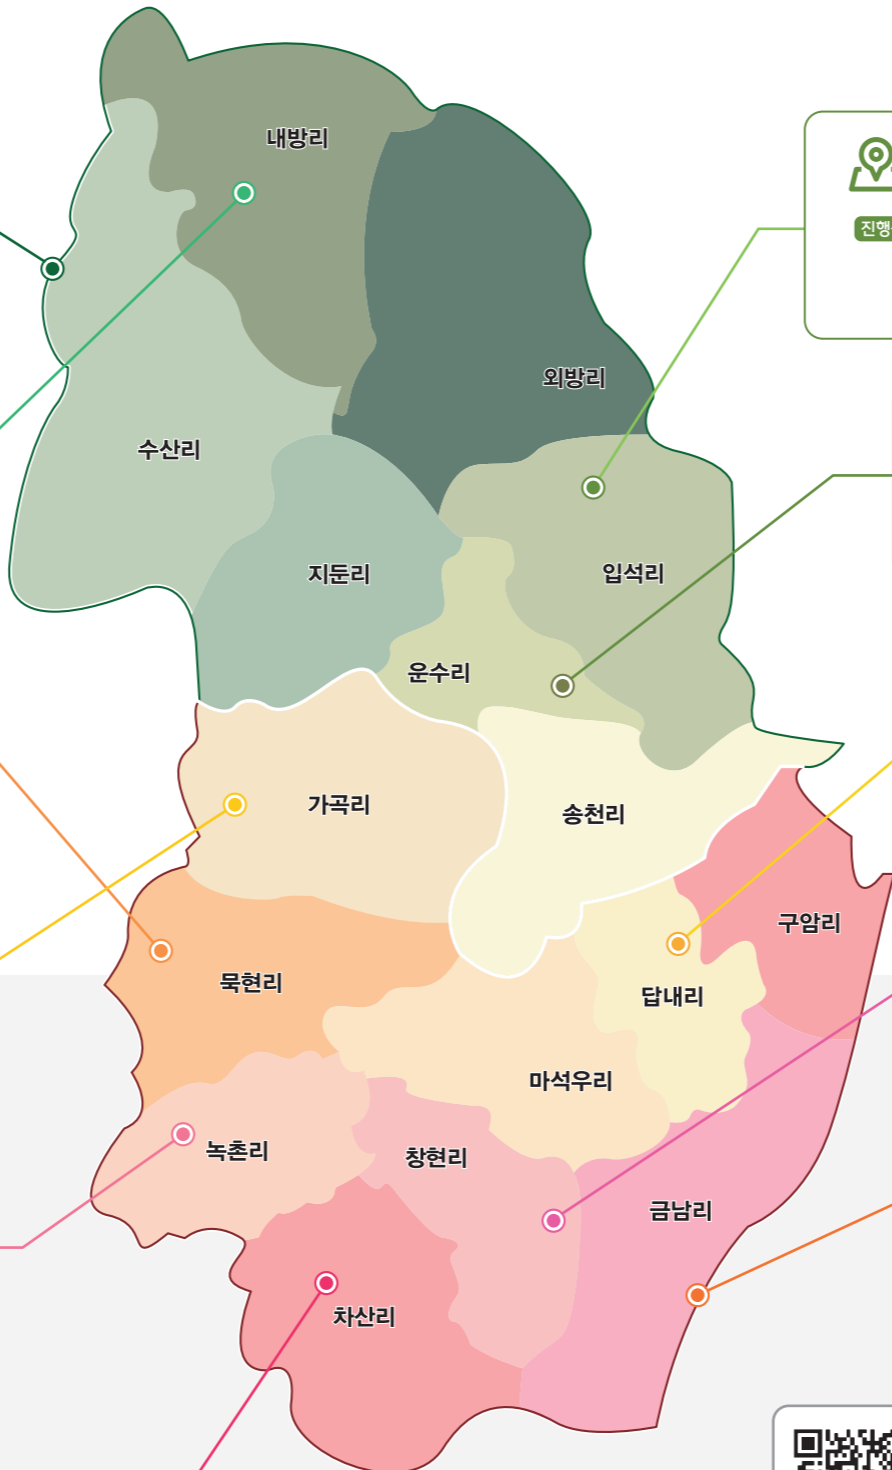 내방리
진행
외방리
수산리
지둔리
입석리
운수리
가곡리
송천리
구암리
묵현리
답내리
마석우리
녹촌리
창현리
금남리
차산리